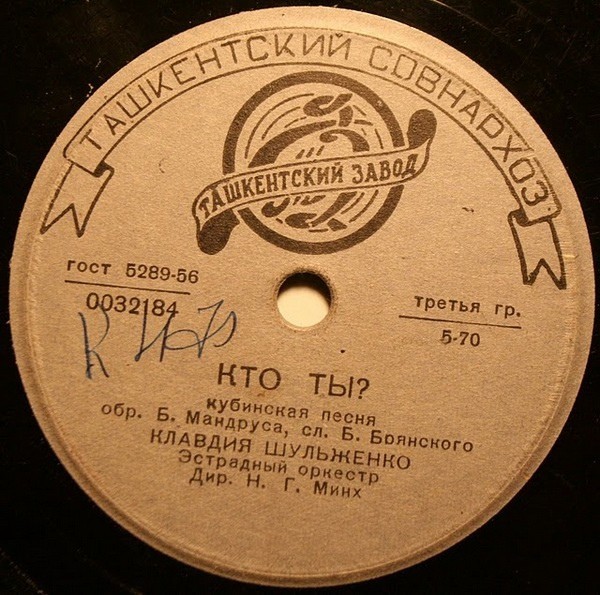 ТАШКЕНТСКИЙ СОВНАРХОЗ
ТАШКЕНТСКИЙ ЗАВОД
гост 5289-56
0032184
третья гр.
5-70
КТО ТЫ?
кубинская песня
обр. Б. Мандруса, сл. Б. Брянского
КЛАВДИЯ ШУЛЬЖЕНКО
Эстрадный оркестр
Дир. Н. Г. Минх